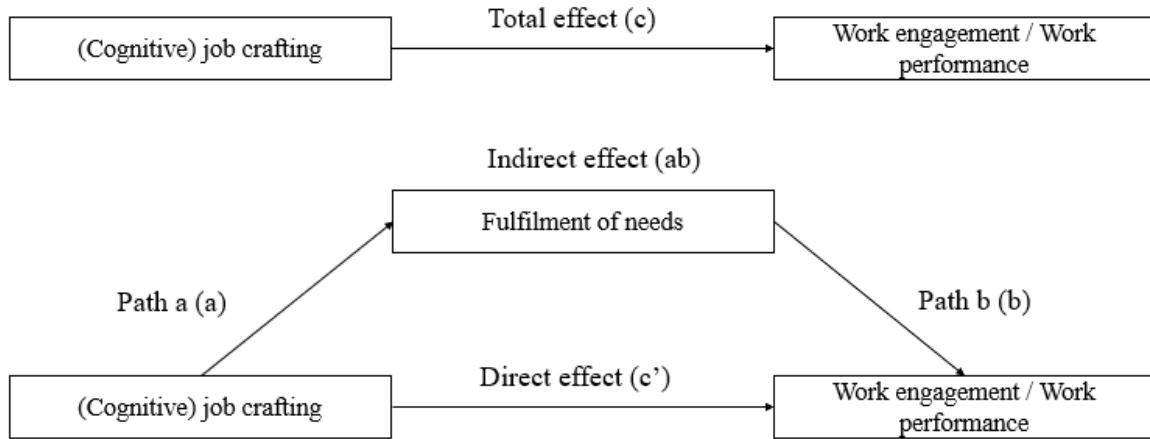 Total effect (c)
(Cognitive) job crafting
Work engagement / Work
performance
Indirect effect (ab)
Fulfilment of needs
Path a (a)
Path b (b)
Direct effect (c’)
(Cognitive) job crafting
Work engagement / Work
performance